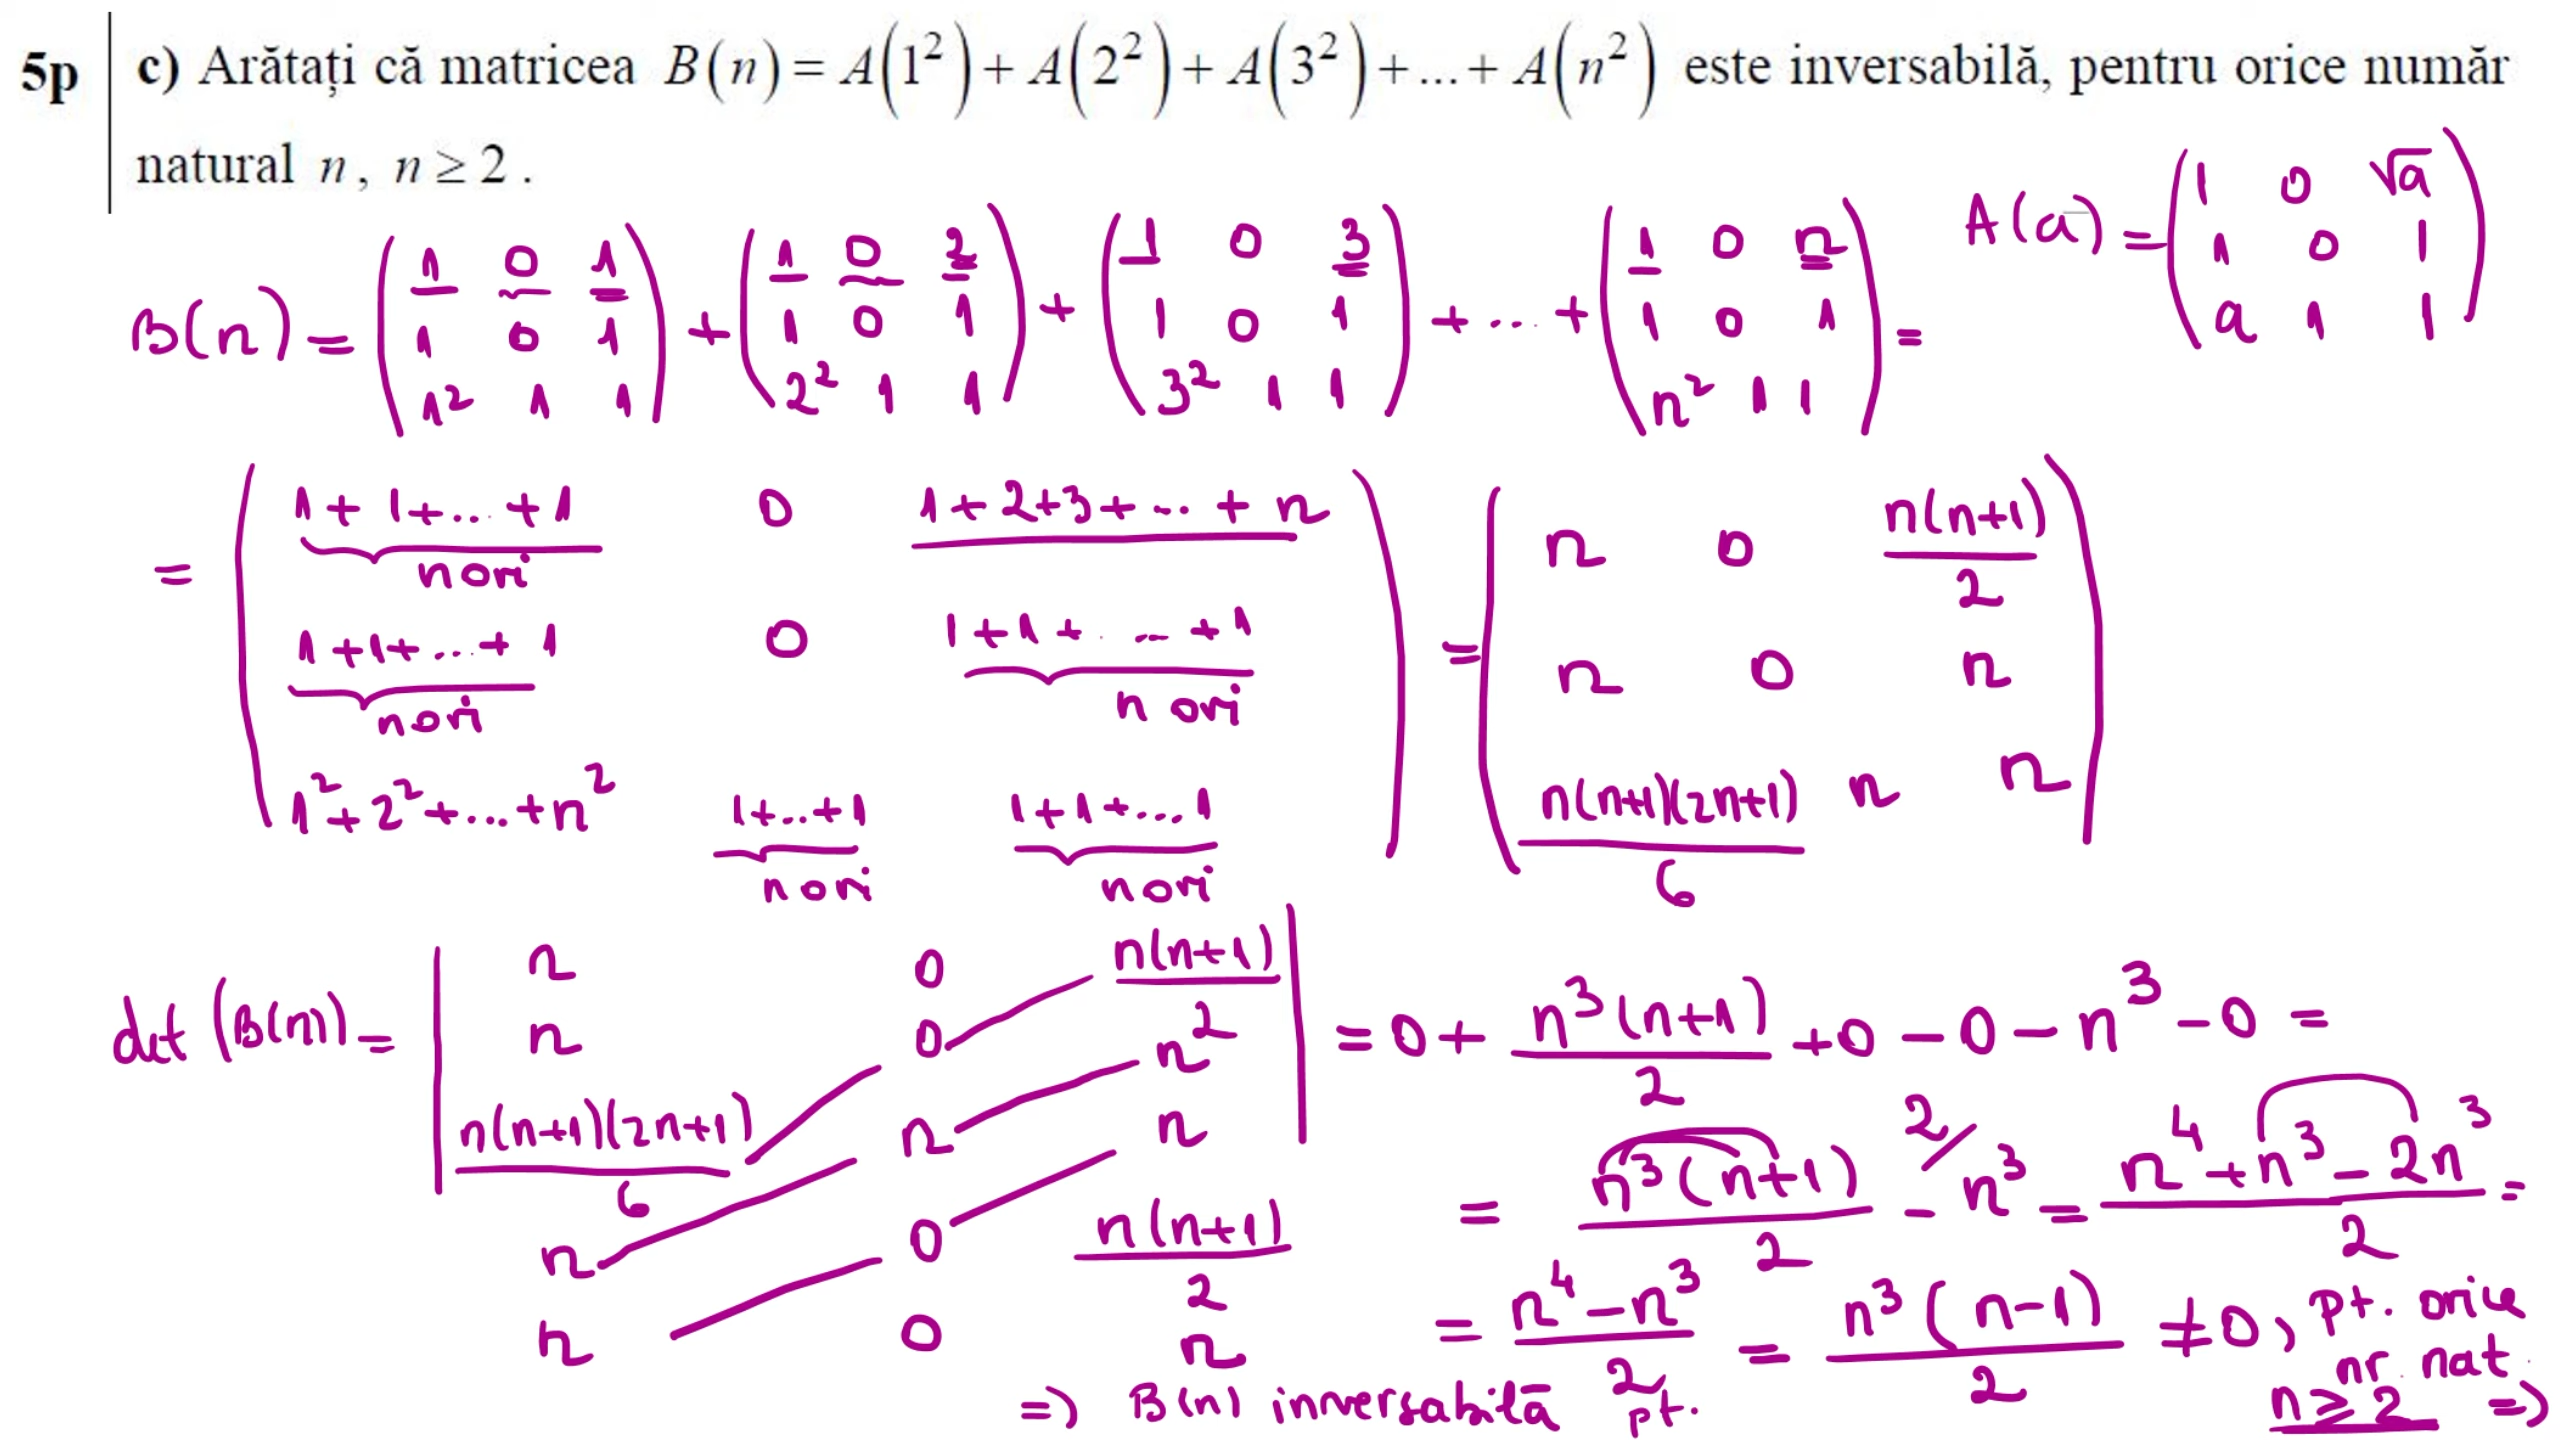 5p c) Arătați că matricea B(n) = A(1²) + A(2²) + A(3²) + ... + A(n²) este inversabilă, pentru orice număr
natural n, n ≥ 2.
A(a) =
1 0 √a
1 0 1
a 1 1
B(n) =
1 0 1
1 0 1
1² 1 1
+
1 0 2
1 0 1
2² 1 1
+
1 0 3
1 0 1
3² 1 1
+ ... +
1 0 n
1 0 1
n² 1 1
=
=
1+1+...+1 0 1+2+3+...+n
n ori
1+1+...+1 0 1+1+...+1
n ori n ori
1²+2²+...+n² 1+..+1 1+1+...1
n ori n ori
=
n 0 n(n+1)/2
n 0 n
n(n+1)(2n+1)/6 n n
det (B(n)) =
n 0 n(n+1)/2
n 0 n
n(n+1)(2n+1)/6 n n
n 0 n(n+1)/2
n 0 n
= 0 + n³(n+1)/2 + 0 - 0 - n³ - 0 =
= n³(n+1)/2 - ²/n³ = n⁴+n³-2n³/2 =
= n⁴-n³/2 = n³(n-1)/2 ≠ 0, pt. orice
nr. nat.
n ≥ 2 =>
=> B(n) inversabilă pt.